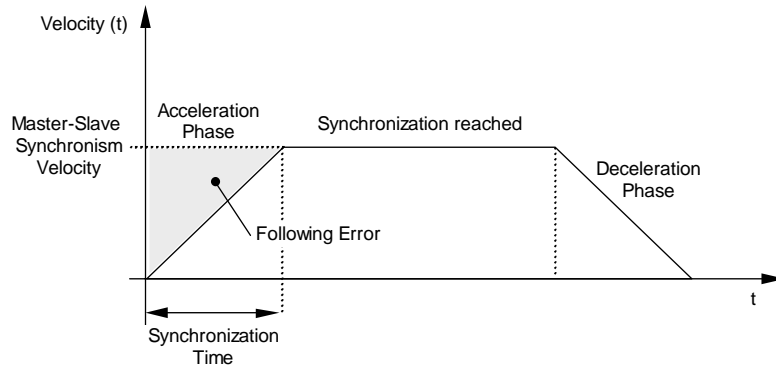 Velocity (t)
Acceleration
Phase
Master-Slave
Synchronism
Velocity
Synchronization reached
Deceleration
Phase
Following Error
t
Synchronization
Time